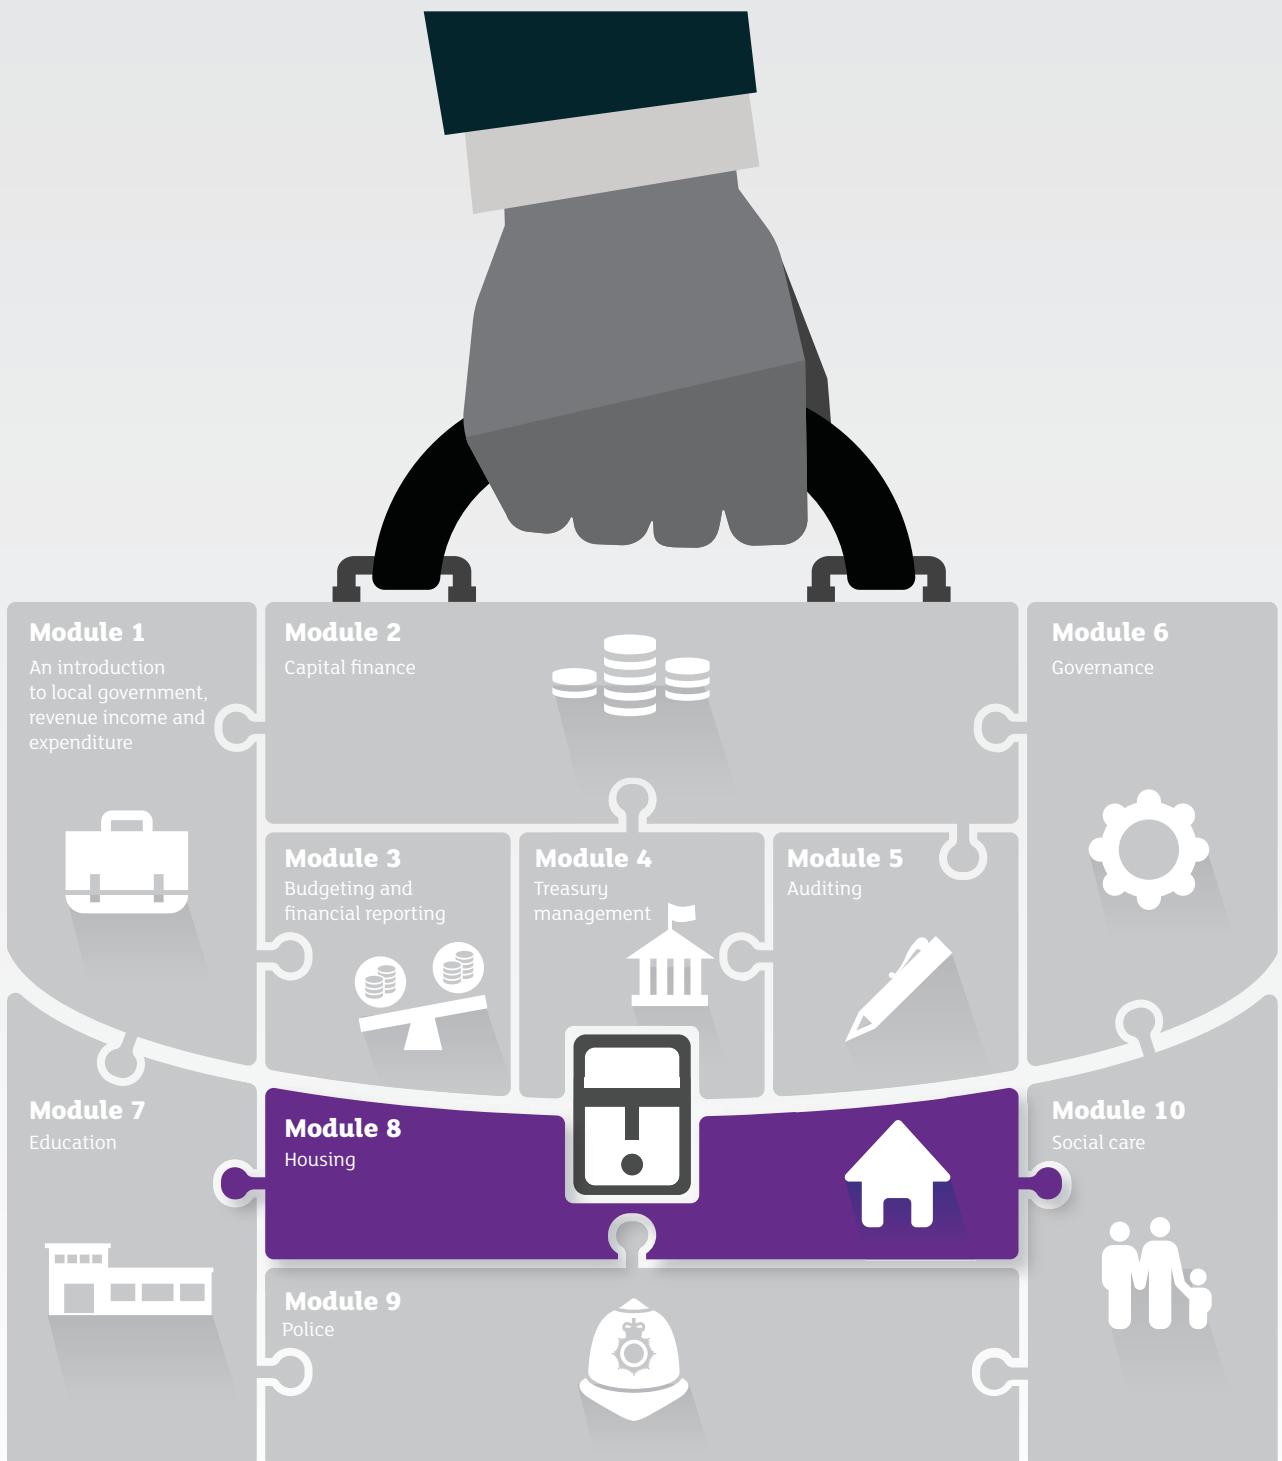 Module 1
An introduction
to local government,
revenue income and
expenditure
Module 2
Capital finance
Module 6
Governance
Module 3
Budgeting and
financial reporting
Module 4
Treasury
management
Module 5
Auditing
Module 7
Education
Module 8
Housing
Module 10
Social care
Module 9
Police